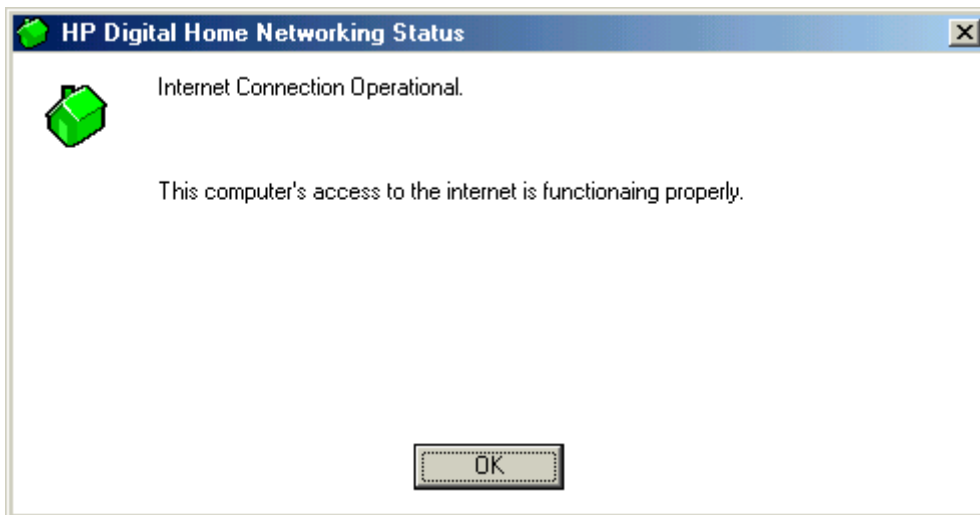 HP Digital Home Networking Status
Internet Connection Operational.
This computer's access to the internet is functionaing properly.
OK